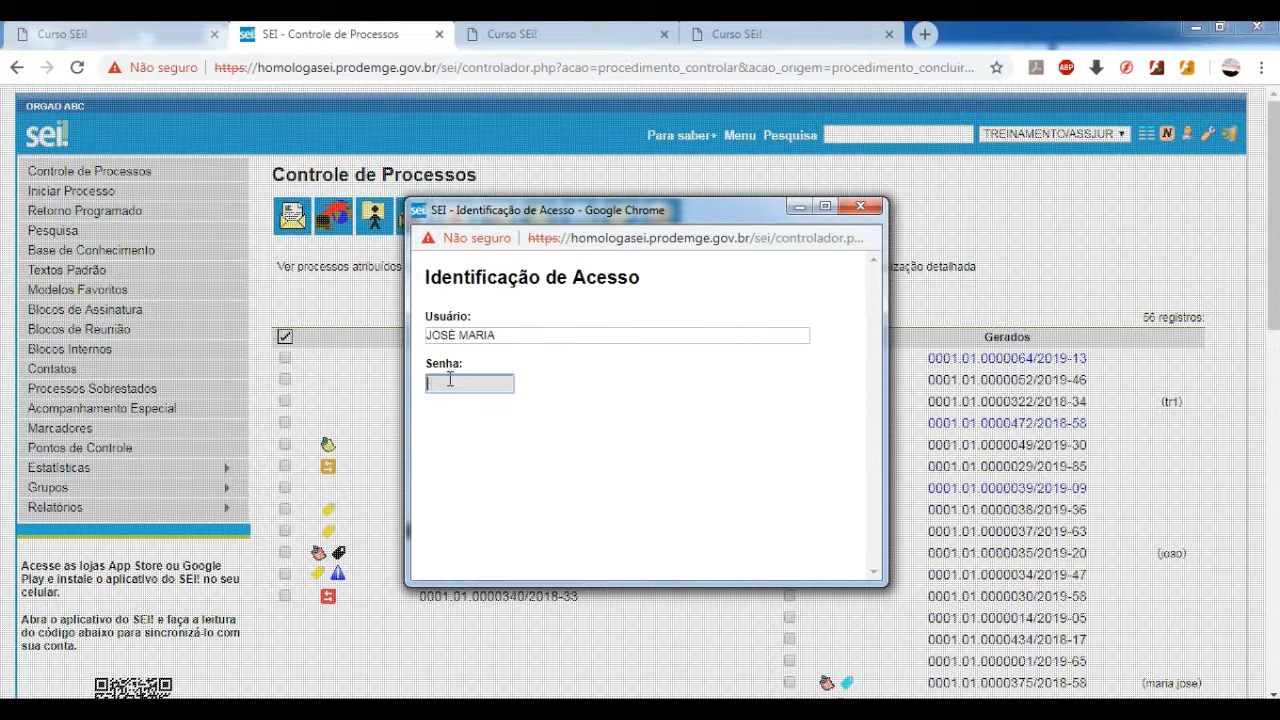 Curso SEi!
SEI - Controle de Processos
Curso SEi!
Curso SEi!
Não seguro
https://homologasei.prodemge.gov.br/sei/controlador.php?acao=procedimento_controlar&acao_origem=procedimento_concluir...
ABP
ORGAO ABC
sei!
Para saber+ Menu Pesquisa
TREINAMENTO/ASSJUR
Controle de Processos
Iniciar Processo
Retorno Programado
Pesquisa
Base de Conhecimento
Textos Padrão
Modelos Favoritos
Blocos de Assinatura
Blocos de Reunião
Blocos Internos
Contatos
Processos Sobrestados
Acompanhamento Especial
Marcadores
Pontos de Controle
Estatísticas
Grupos
Relatórios
Acesse as lojas App Store ou Google
Play e instale o aplicativo do SEI! no seu
celular.
Abra o aplicativo do SEI! e faça a leitura
do código abaixo para sincronizá-lo com
sua conta.
Controle de Processos
Ver processos atribuídos
ização detalhada
56 registros:
Gerados
0001.01.0000064/2019-13
0001.01.0000052/2019-46
0001.01.0000322/2018-34 (tr1)
0001.01.0000472/2018-58
0001.01.0000049/2019-30
0001.01.0000029/2019-85
0001.01.0000039/2019-09
0001.01.0000038/2019-36
0001.01.0000037/2019-63
0001.01.0000035/2019-20 (joao)
0001.01.0000034/2019-47
0001.01.0000340/2018-33
0001.01.0000030/2019-58
0001.01.0000014/2019-05
0001.01.0000434/2018-17
0001.01.0000001/2019-65
0001.01.0000375/2018-58 (maria jose)
SEI - Identificação de Acesso - Google Chrome
Não seguro
https://homologasei.prodemge.gov.br/sei/controlador.p...
Identificação de Acesso
Usuário:
JOSÉ MARIA
Senha: